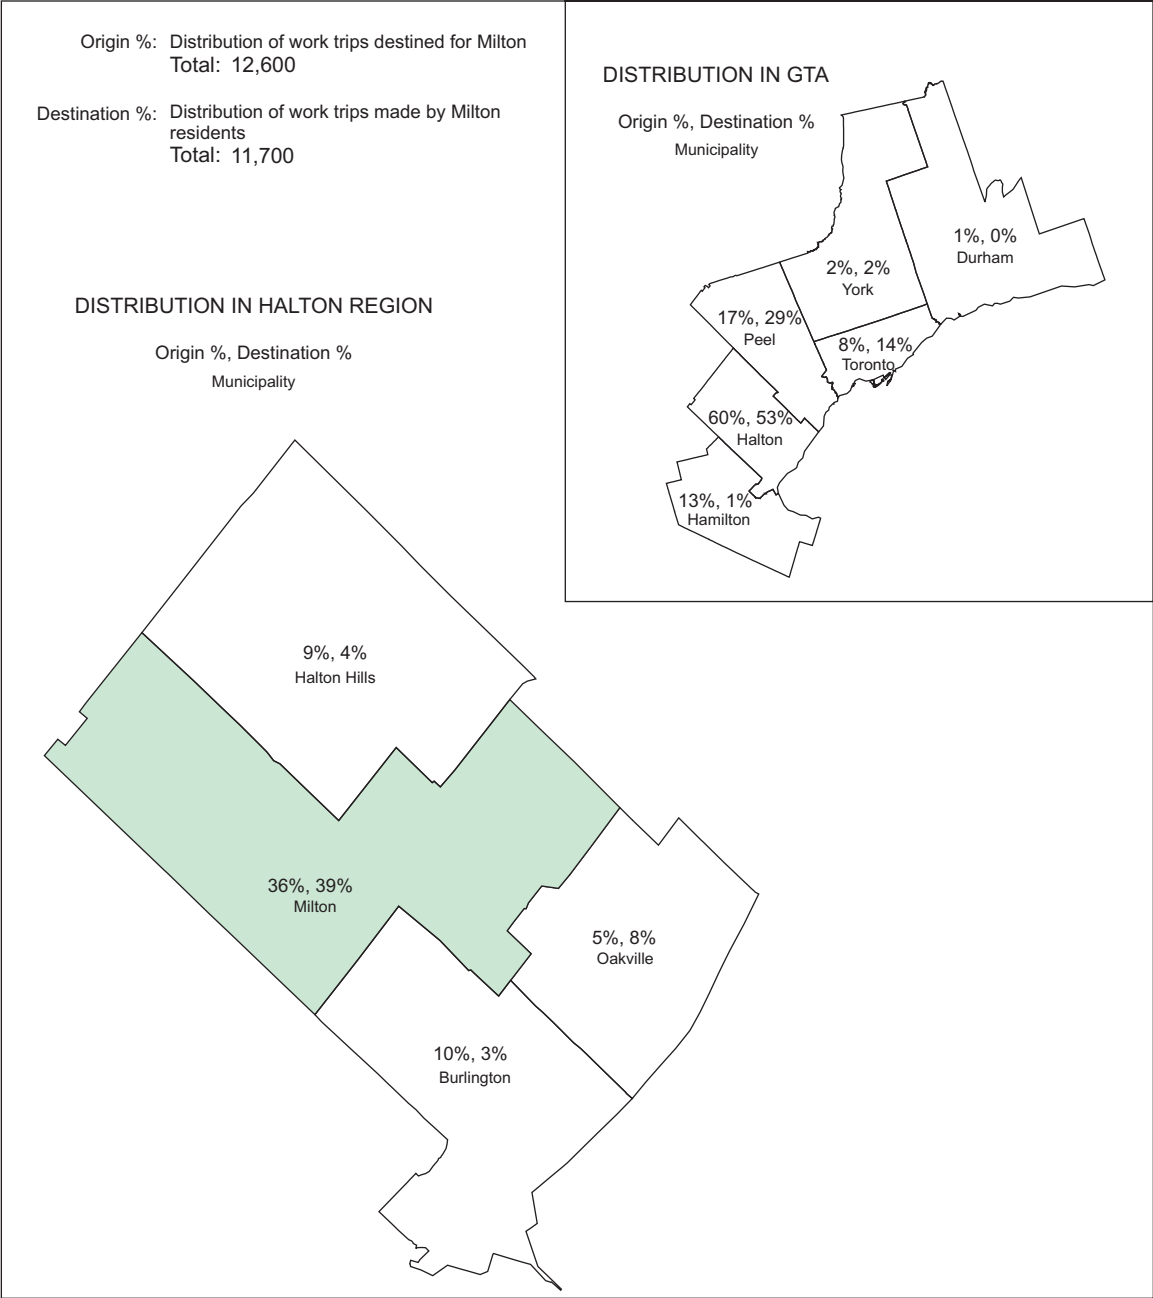 Origin %: Distribution of work trips destined for Milton
Total: 12,600
Destination %: Distribution of work trips made by Milton
residents
Total: 11,700
DISTRIBUTION IN GTA
Origin %, Destination %
Municipality
1%, 0%
Durham
2%, 2%
York
17%, 29%
Peel
8%, 14%
Toronto
60%, 53%
Halton
13%, 1%
Hamilton
DISTRIBUTION IN HALTON REGION
Origin %, Destination %
Municipality
9%, 4%
Halton Hills
36%, 39%
Milton
5%, 8%
Oakville
10%, 3%
Burlington